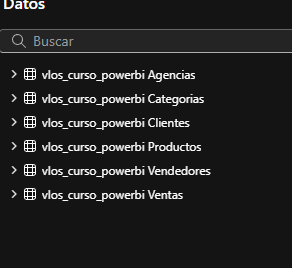 Datos
Buscar
vlos_curso_powerbi Agencias
vlos_curso_powerbi Categorias
vlos_curso_powerbi Clientes
vlos_curso_powerbi Productos
vlos_curso_powerbi Vendedores
vlos_curso_powerbi Ventas